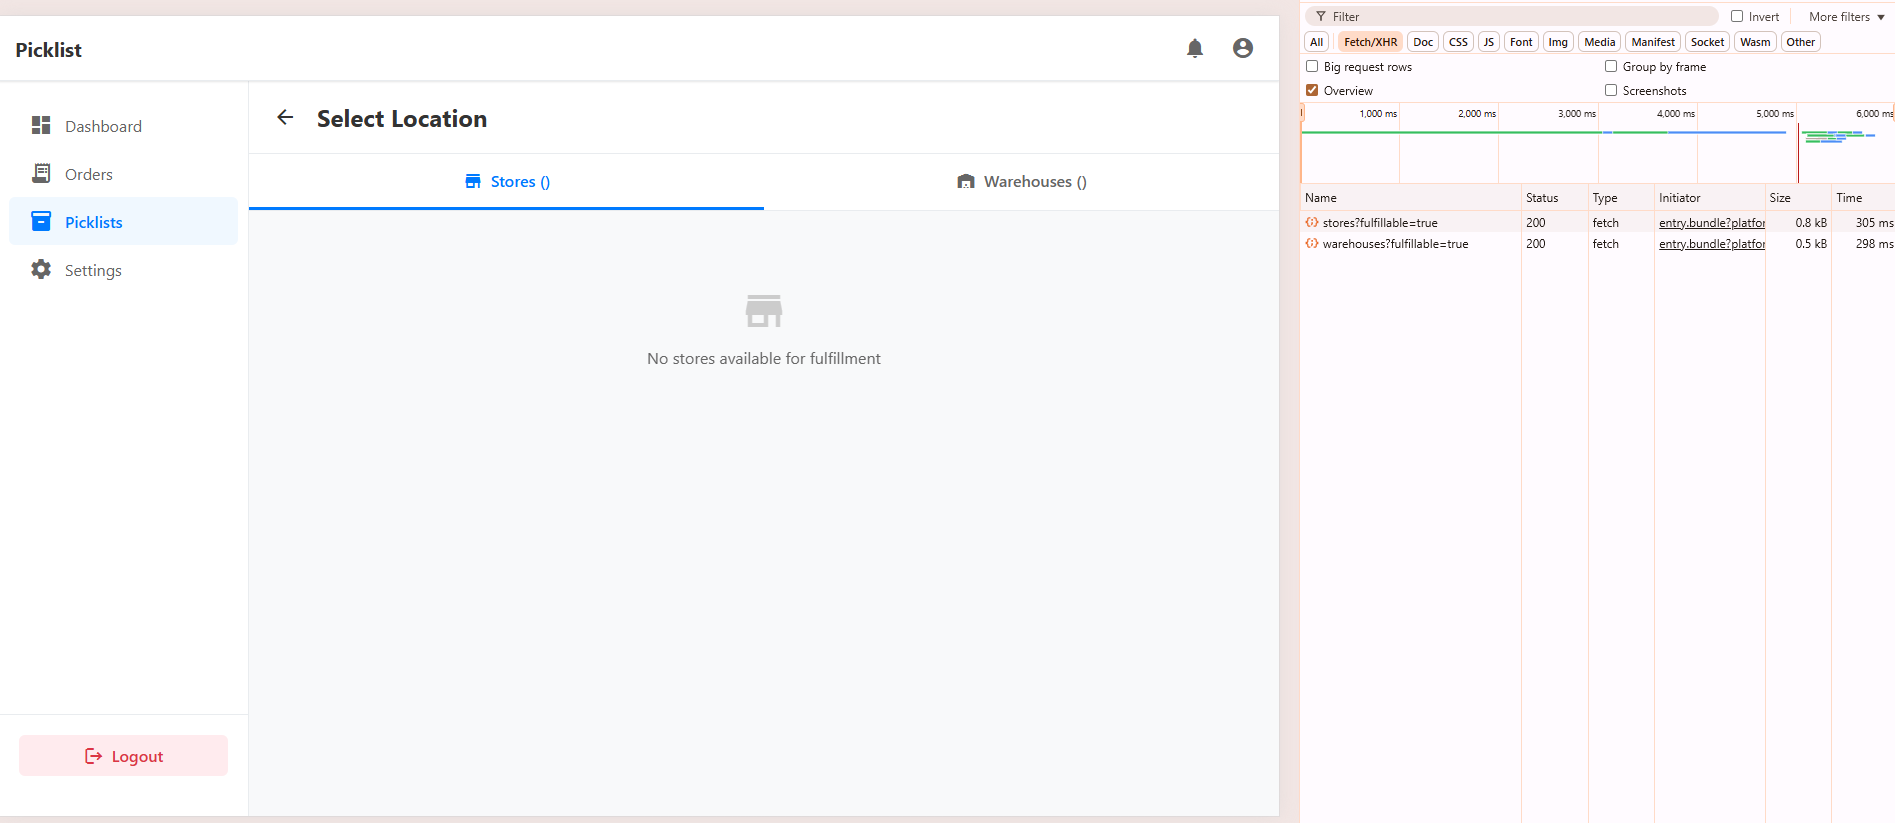 Picklist
Dashboard
Orders
Picklists
Settings
Logout
Select Location
Stores ()
Warehouses ()
No stores available for fulfillment
Filter
Invert
More filters
All
Fetch/XHR
Doc
CSS
JS
Font
Img
Media
Manifest
Socket
Wasm
Other
Big request rows
Group by frame
Overview
Screenshots
1,000 ms
2,000 ms
3,000 ms
4,000 ms
5,000 ms
6,000 ms
Name Status Type Initiator Size Time
stores?fulfillable=true 200 fetch entry.bundle?platfor 0.8 kB 305 ms
warehouses?fulfillable=true 200 fetch entry.bundle?platfor 0.5 kB 298 ms